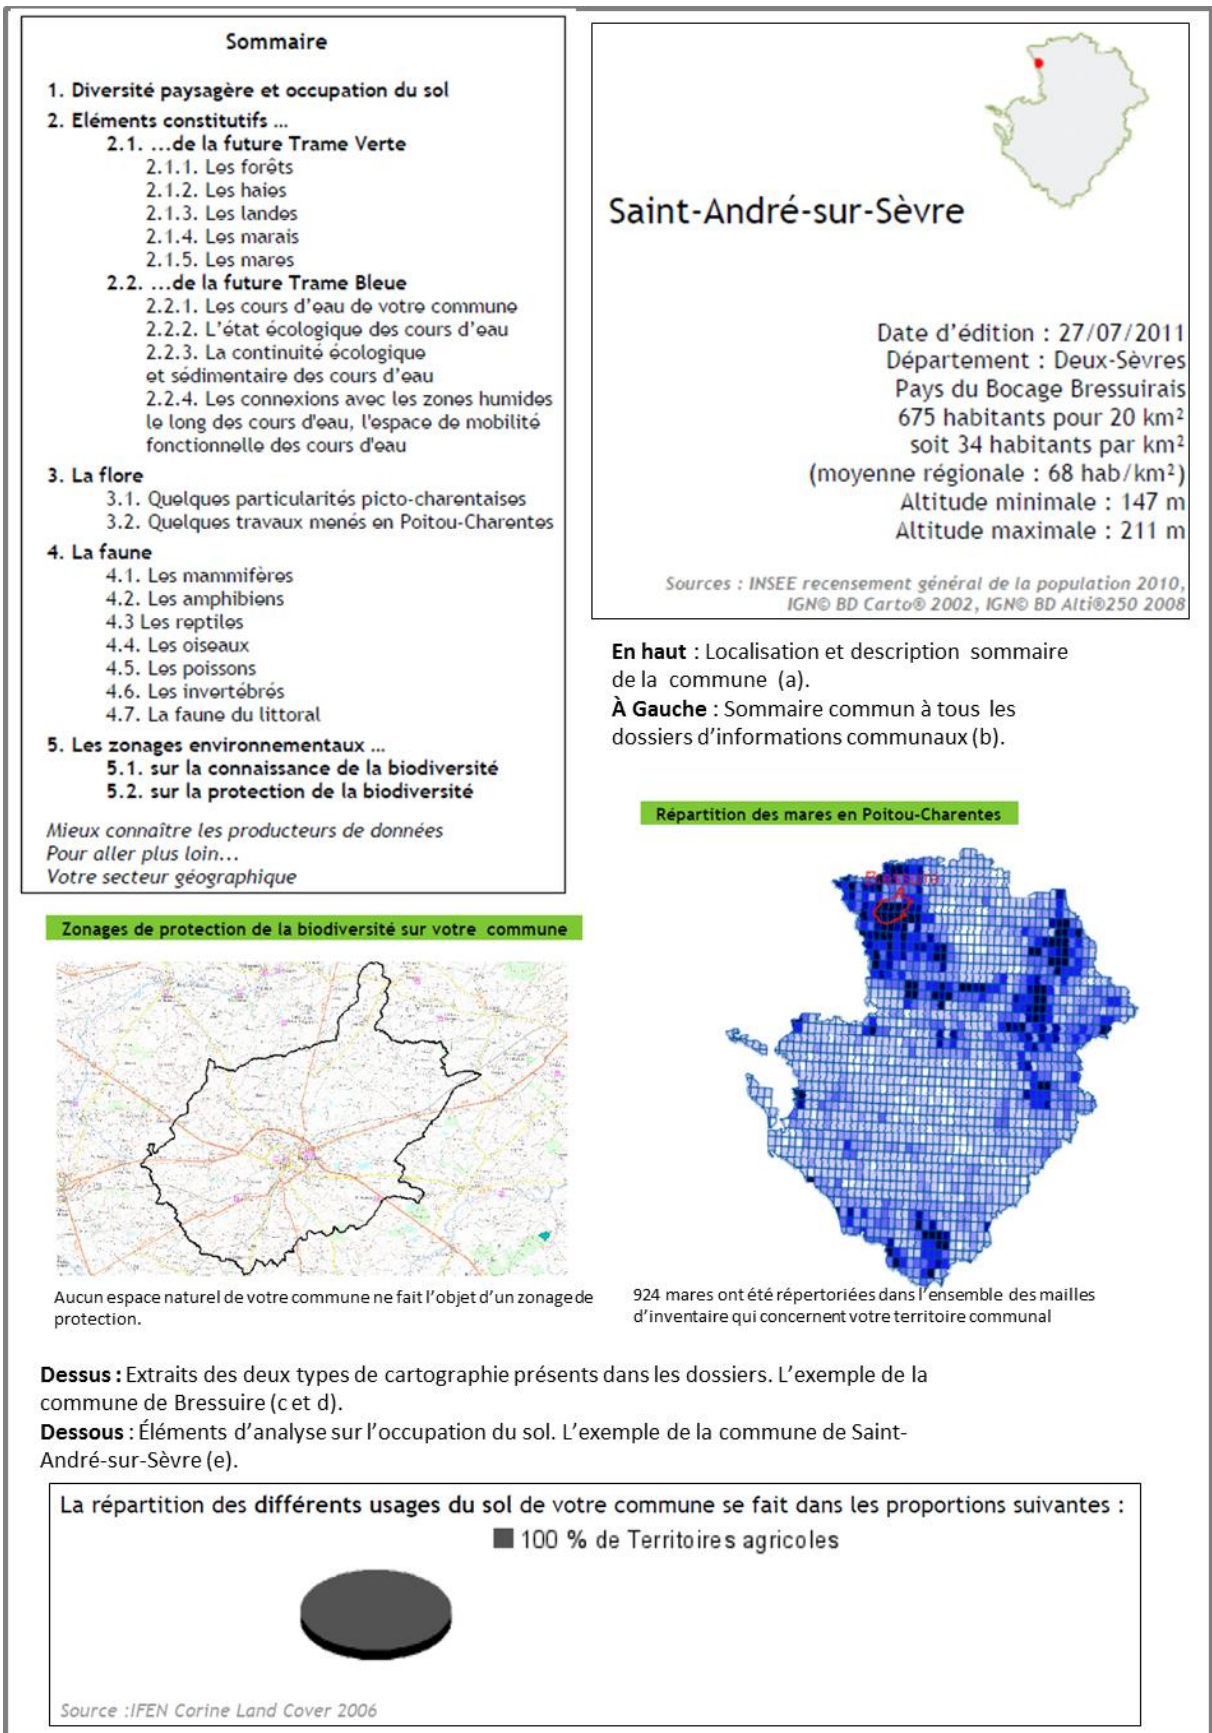 Sommaire
1. Diversité paysagère et occupation du sol
2. Eléments constitutifs ...
2.1. ...de la future Trame Verte
2.1.1. Les forêts
2.1.2. Les haies
2.1.3. Les landes
2.1.4. Les marais
2.1.5. Les mares
2.2. ...de la future Trame Bleue
2.2.1. Les cours d'eau de votre commune
2.2.2. L'état écologique des cours d'eau
2.2.3. La continuité écologique
et sédimentaire des cours d'eau
2.2.4. Les connexions avec les zones humides
le long des cours d'eau, l'espace de mobilité
fonctionnelle des cours d'eau
3. La flore
3.1. Quelques particularités picto-charentaises
3.2. Quelques travaux menés en Poitou-Charentes
4. La faune
4.1. Les mammifères
4.2. Les amphibiens
4.3 Les reptiles
4.4. Les oiseaux
4.5. Les poissons
4.6. Les invertébrés
4.7. La faune du littoral
5. Les zonages environnementaux ...
5.1. sur la connaissance de la biodiversité
5.2. sur la protection de la biodiversité
Mieux connaître les producteurs de données
Pour aller plus loin...
Votre secteur géographique
Saint-André-sur-Sèvre
Date d'édition : 27/07/2011
Département : Deux-Sèvres
Pays du Bocage Bressuirais
675 habitants pour 20 km²
soit 34 habitants par km²
(moyenne régionale : 68 hab/km²)
Altitude minimale : 147 m
Altitude maximale : 211 m
Sources : INSEE recensement général de la population 2010,
IGN© BD Carto® 2002, IGN© BD Alti®250 2008
En haut : Localisation et description sommaire
de la commune (a).
À Gauche : Sommaire commun à tous les
dossiers d'informations communaux (b).
Zonages de protection de la biodiversité sur votre commune
Aucun espace naturel de votre commune ne fait l'objet d'un zonage de
protection.
Répartition des mares en Poitou-Charentes
Bressuire
924 mares ont été répertoriées dans l'ensemble des mailles
d'inventaire qui concernent votre territoire communal
Dessus : Extraits des deux types de cartographie présents dans les dossiers. L'exemple de la
commune de Bressuire (c et d).
Dessous : Éléments d'analyse sur l'occupation du sol. L'exemple de la commune de Saint-
André-sur-Sèvre (e).
La répartition des différents usages du sol de votre commune se fait dans les proportions suivantes :
100 % de Territoires agricoles
Source :IFEN Corine Land Cover 2006